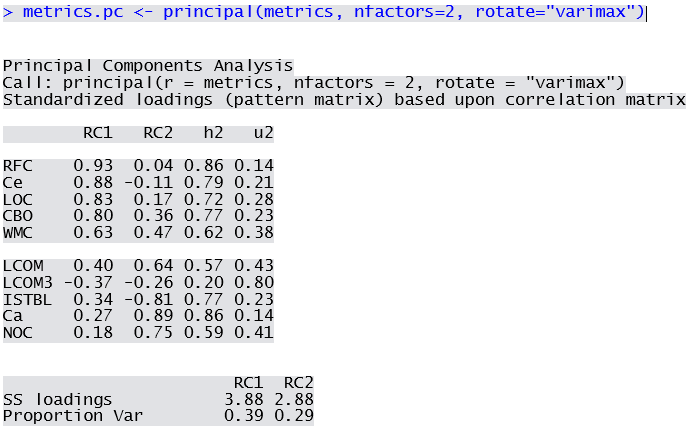 > metrics.pc <- principal(metrics, nfactors=2, rotate="varimax")
Principal Components Analysis
Call: principal(r = metrics, nfactors = 2, rotate = "varimax")
Standardized loadings (pattern matrix) based upon correlation matrix
RC1 RC2 h2 u2
RFC 0.93 0.04 0.86 0.14
Ce 0.88 -0.11 0.79 0.21
LOC 0.83 0.17 0.72 0.28
CBO 0.80 0.36 0.77 0.23
WMC 0.63 0.47 0.62 0.38
LCOM 0.40 0.64 0.57 0.43
LCOM3 -0.37 -0.26 0.20 0.80
ISTBL 0.34 -0.81 0.77 0.23
Ca 0.27 0.89 0.86 0.14
NOC 0.18 0.75 0.59 0.41
RC1 RC2
SS loadings 3.88 2.88
Proportion Var 0.39 0.29